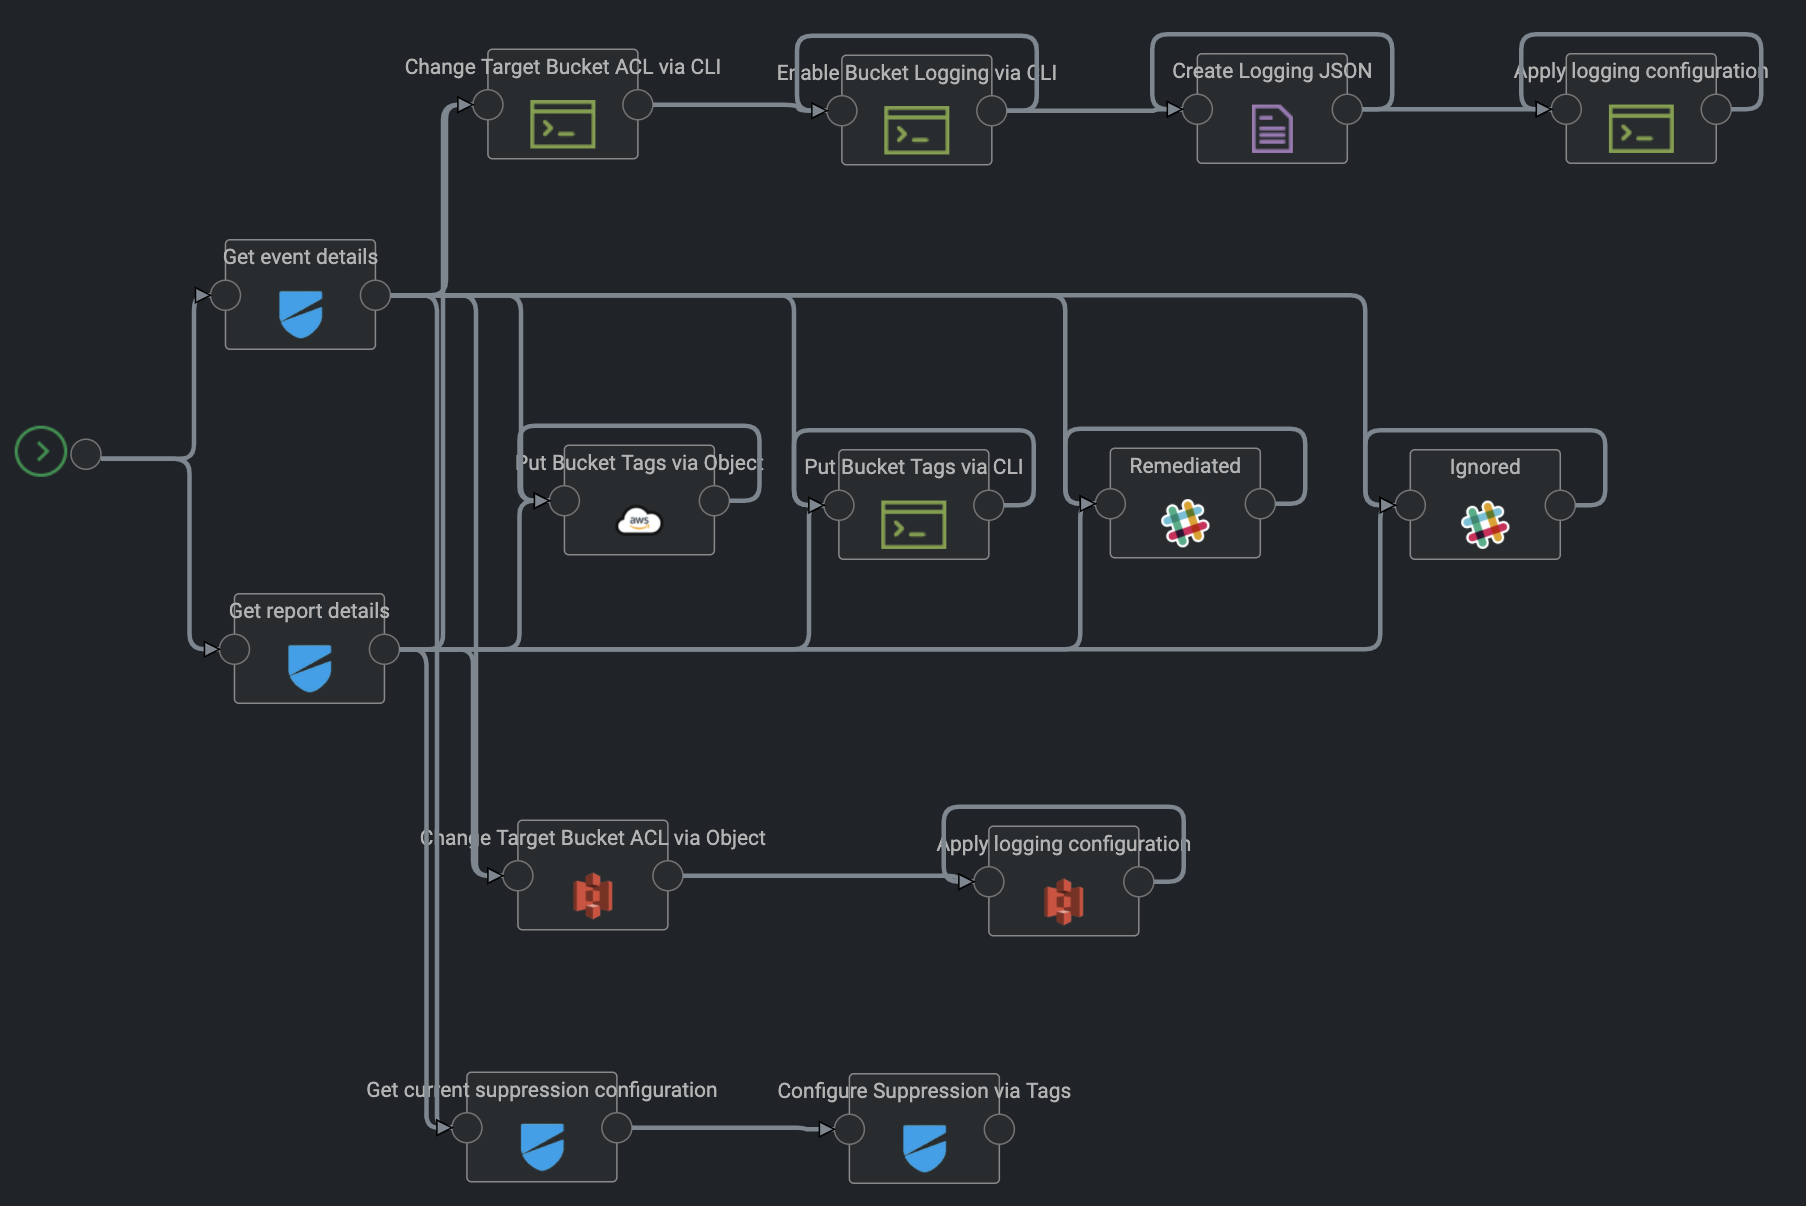 Change Target Bucket ACL via CLI
Enable Bucket Logging via CLI
Create Logging JSON
Apply logging configuration
Get event details
Put Bucket Tags via Object
Put Bucket Tags via CLI
Remediated
Ignored
aws
Get report details
Change Target Bucket ACL via Object
Apply logging configuration
Get current suppression configuration
Configure Suppression via Tags